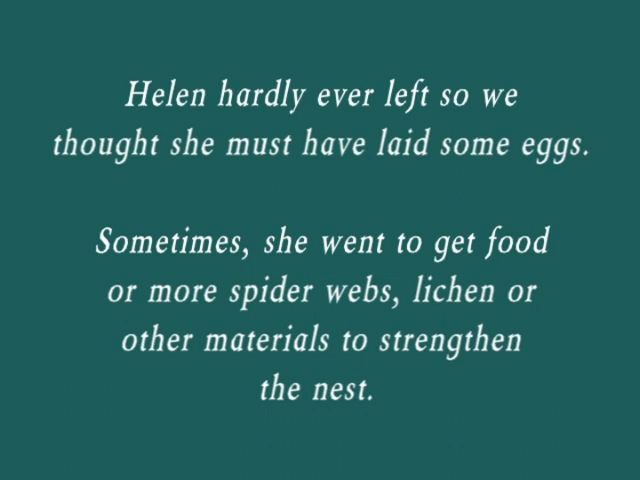 Helen hardly ever left so we
thought she must have laid some eggs.
Sometimes, she went to get food
or more spider webs, lichen or
other materials to strengthen
the nest.